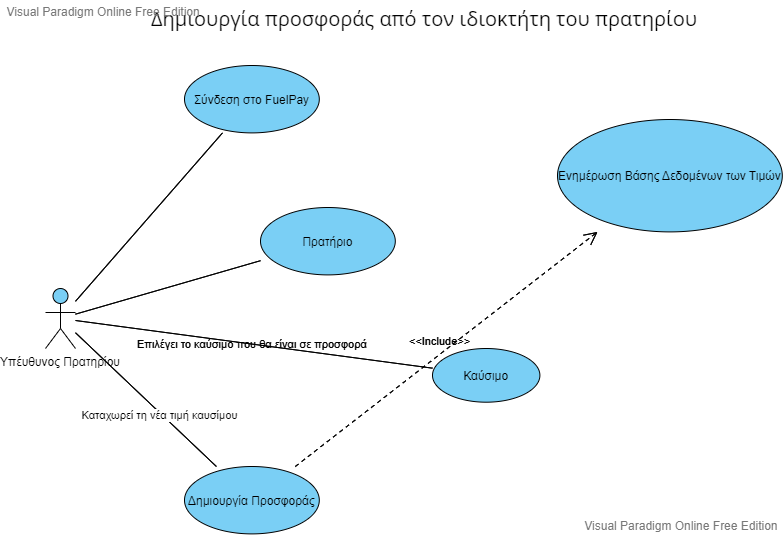 Visual Paradigm Online Free Edition
Δημιουργία προσφοράς από τον ιδιοκτήτη του πρατηρίου
Σύνδεση στο FuelPay
Ενημέρωση Βάσης Δεδομένων των Τιμών
Πρατήριο
Επιλέγει το καύσιμο που θα είναι σε προσφορά
<<Include>>
Υπέυθυνος Πρατηρίου
Καύσιμο
Καταχωρεί τη νέα τιμή καυσίμου
Δημιουργία Προσφοράς
Visual Paradigm Online Free Edition